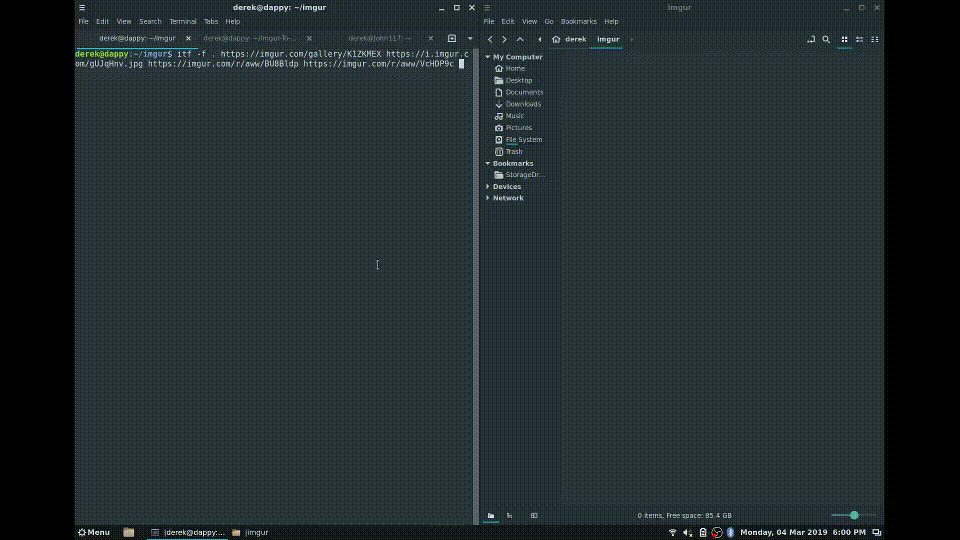 derek@dappy: ~/imgur
File Edit View Search Terminal Tabs Help
derek@dappy: ~/imgur
derek@dappy: ~/imgur-to-...
derek@john117: ~
derek@dappy:~/imgur$ itf -f . https://imgur.com/gallery/K1ZKMEX https://i.imgur.c
om/gUJqHnv.jpg https://imgur.com/r/aww/BU8Bldp https://imgur.com/r/aww/VcHDP9c
imgur
File Edit View Go Bookmarks Help
derek imgur
My Computer
Home
Desktop
Documents
Downloads
Music
Pictures
File System
Trash
Bookmarks
StorageDr...
Devices
Network
0 items, Free space: 85.4 GB
Menu
[derek@dappy:...
[imgur
Monday, 04 Mar 2019 6:00 PM